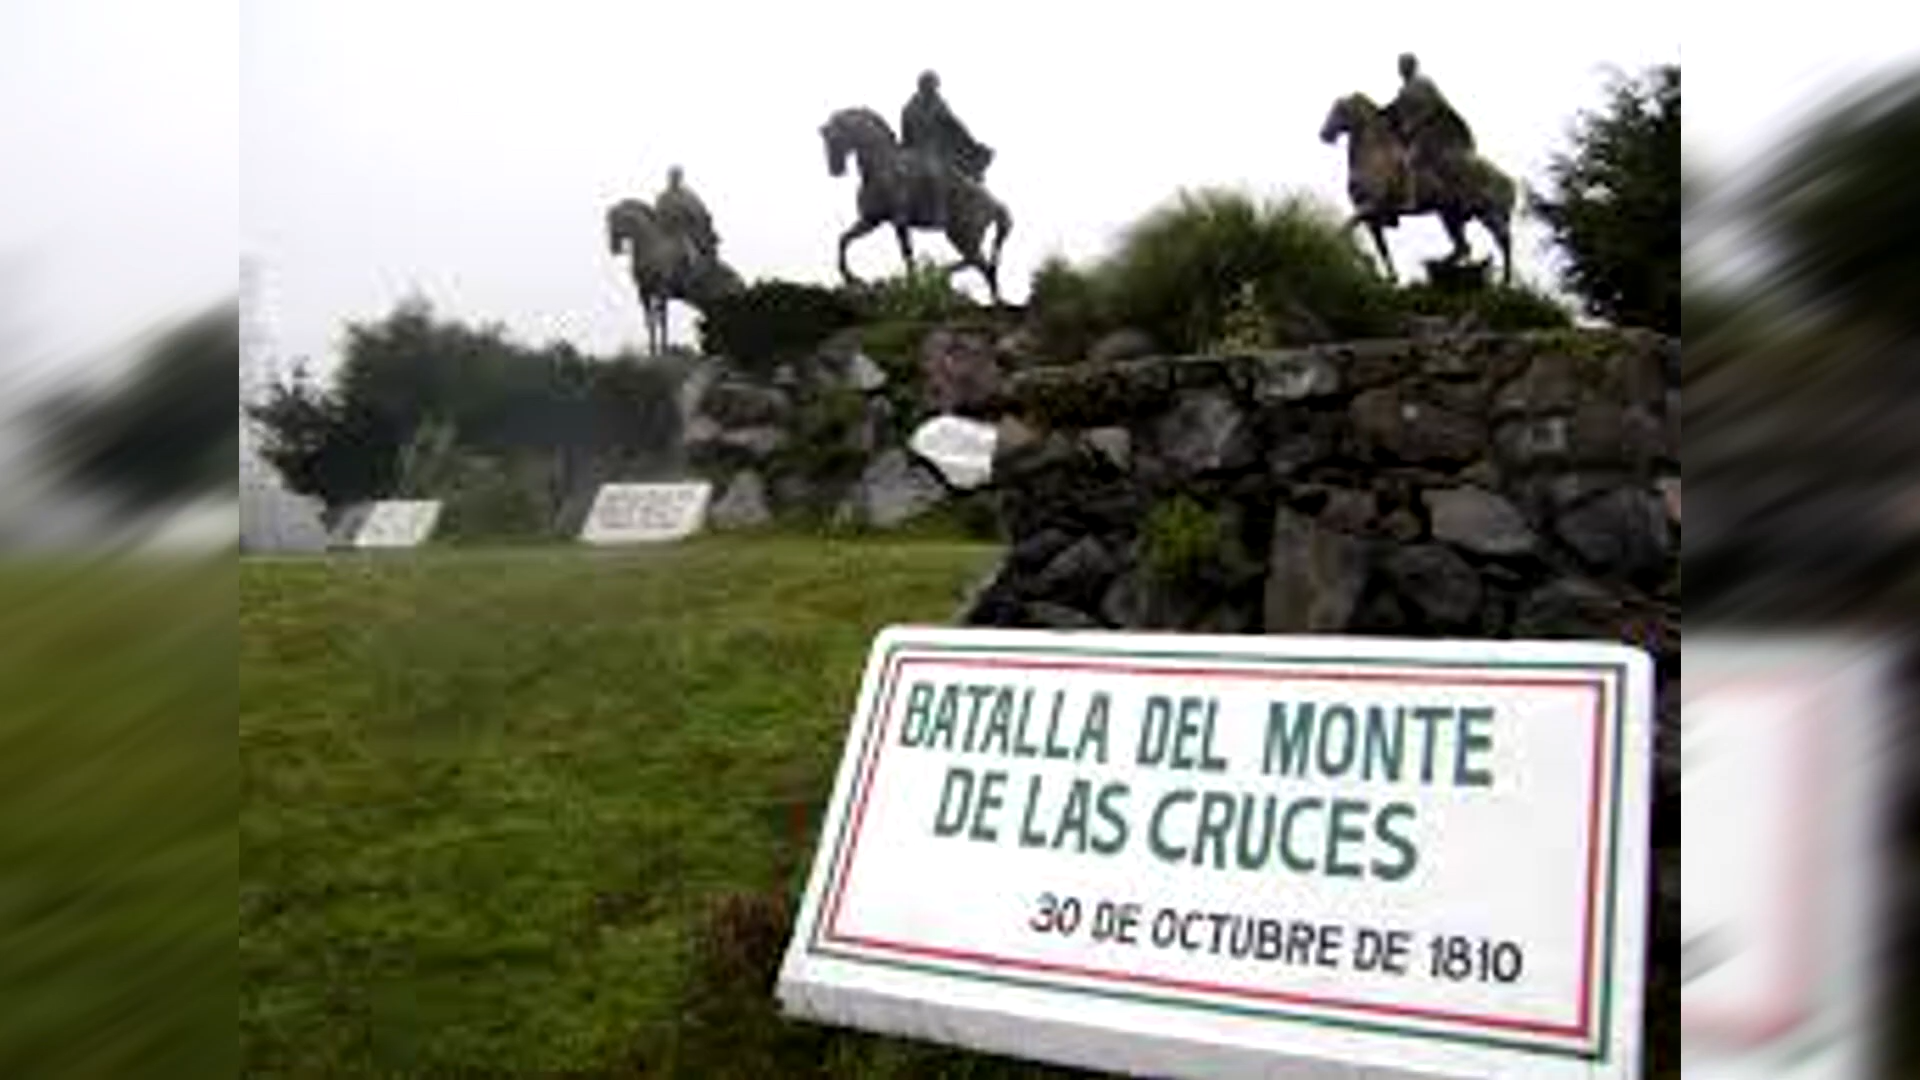 BATALLA DEL MONTE
DE LAS CRUCES
30 DE OCTUBRE DE 1810